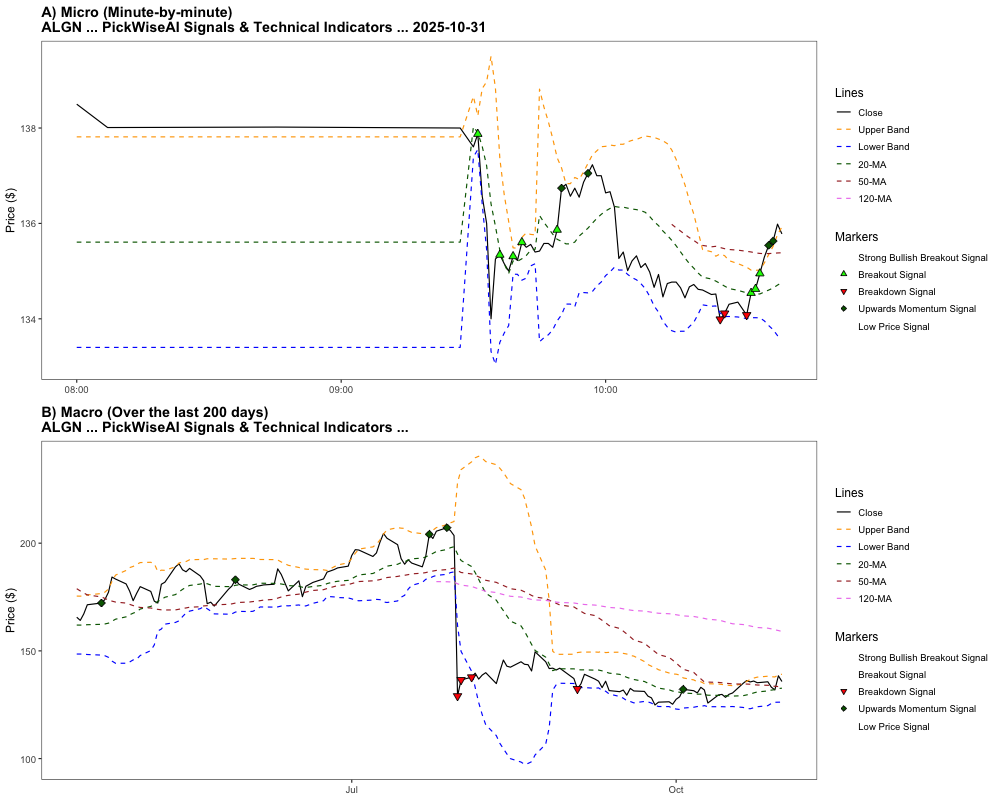 A) Micro (Minute-by-minute)
ALGN ... PickWiseAI Signals & Technical Indicators ... 2025-10-31
Price ($)
138
136
134
08:00
09:00
10:00
Lines
Close
Upper Band
Lower Band
20-MA
50-MA
120-MA
Markers
Strong Bullish Breakout Signal
Breakout Signal
Breakdown Signal
Upwards Momentum Signal
Low Price Signal
B) Macro (Over the last 200 days)
ALGN ... PickWiseAI Signals & Technical Indicators ...
Price ($)
200
150
100
Jul
Oct
Lines
Close
Upper Band
Lower Band
20-MA
50-MA
120-MA
Markers
Strong Bullish Breakout Signal
Breakout Signal
Breakdown Signal
Upwards Momentum Signal
Low Price Signal